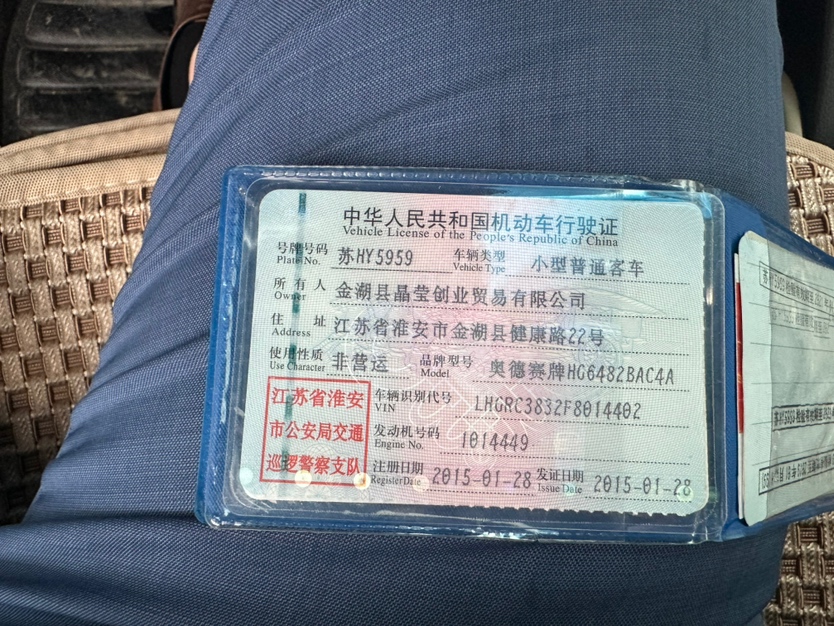 中华人民共和国机动车行驶证
Vehicle License of the People's Republic of China
号牌号码 苏HY5959 车辆类型 小型普通客车
Plate No. Vehicle Type
所有人 金湖县晶莹创业贸易有限公司
Owner
住址 江苏省淮安市金湖县健康路22号
Address
使用性质 非营运 品牌型号 奥德赛牌HG6482BAC4A
Use Character Model
江苏省淮安
市公安局交通
巡逻警察支队
车辆识别代号 LHGRC3832F8014402
VIN
发动机号码 1014449
Engine No.
注册日期 2015-01-28 发证日期 2015-01-28
Register Date Issue Date